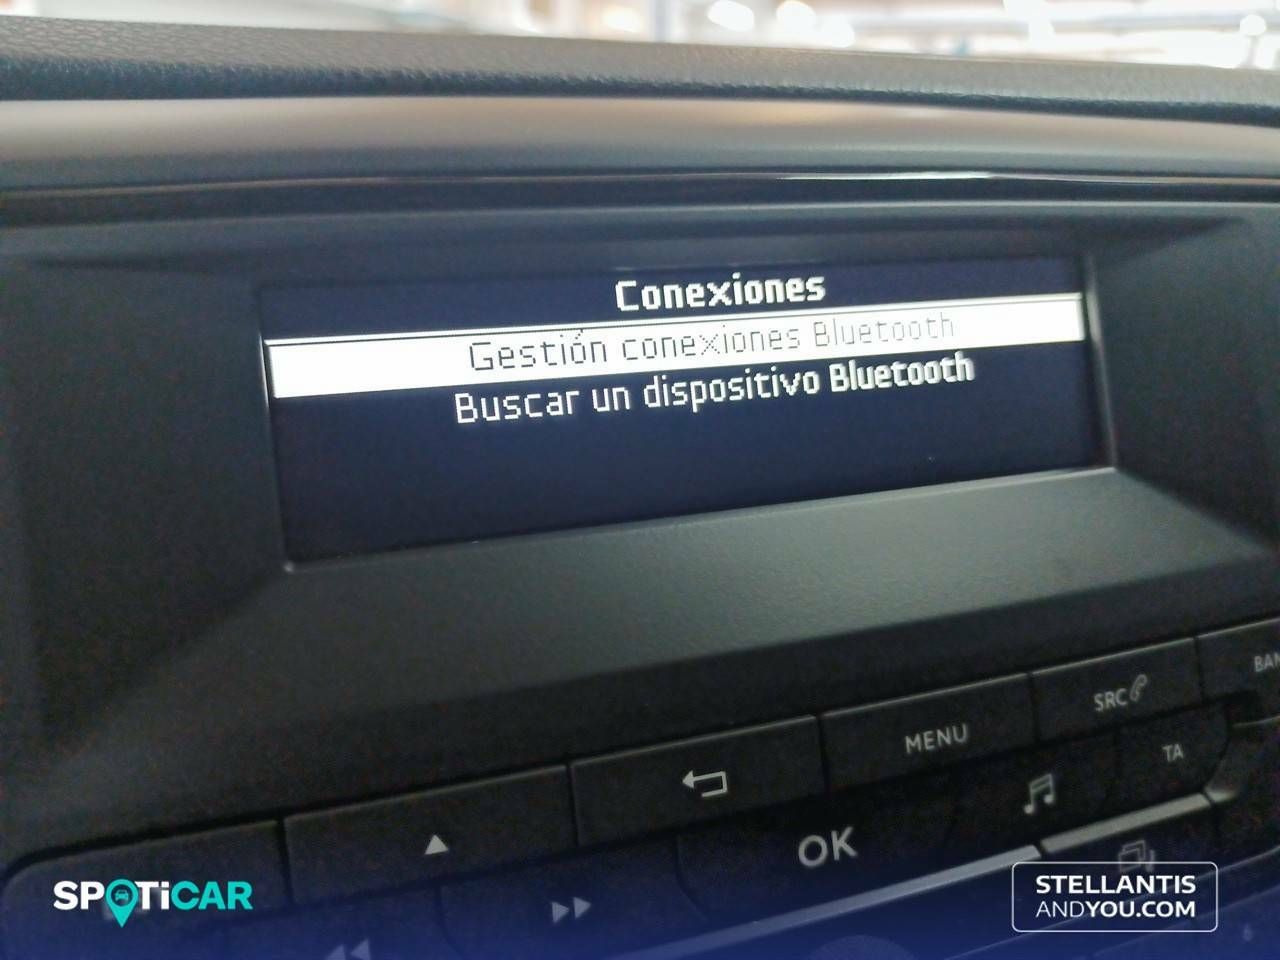 Conexiones
Gestión conexiones Bluetooth
Buscar un dispositivo Bluetooth
SRC
MENU
TA
OK
SPOTiCAR
STELLANTIS
ANDYOU.COM